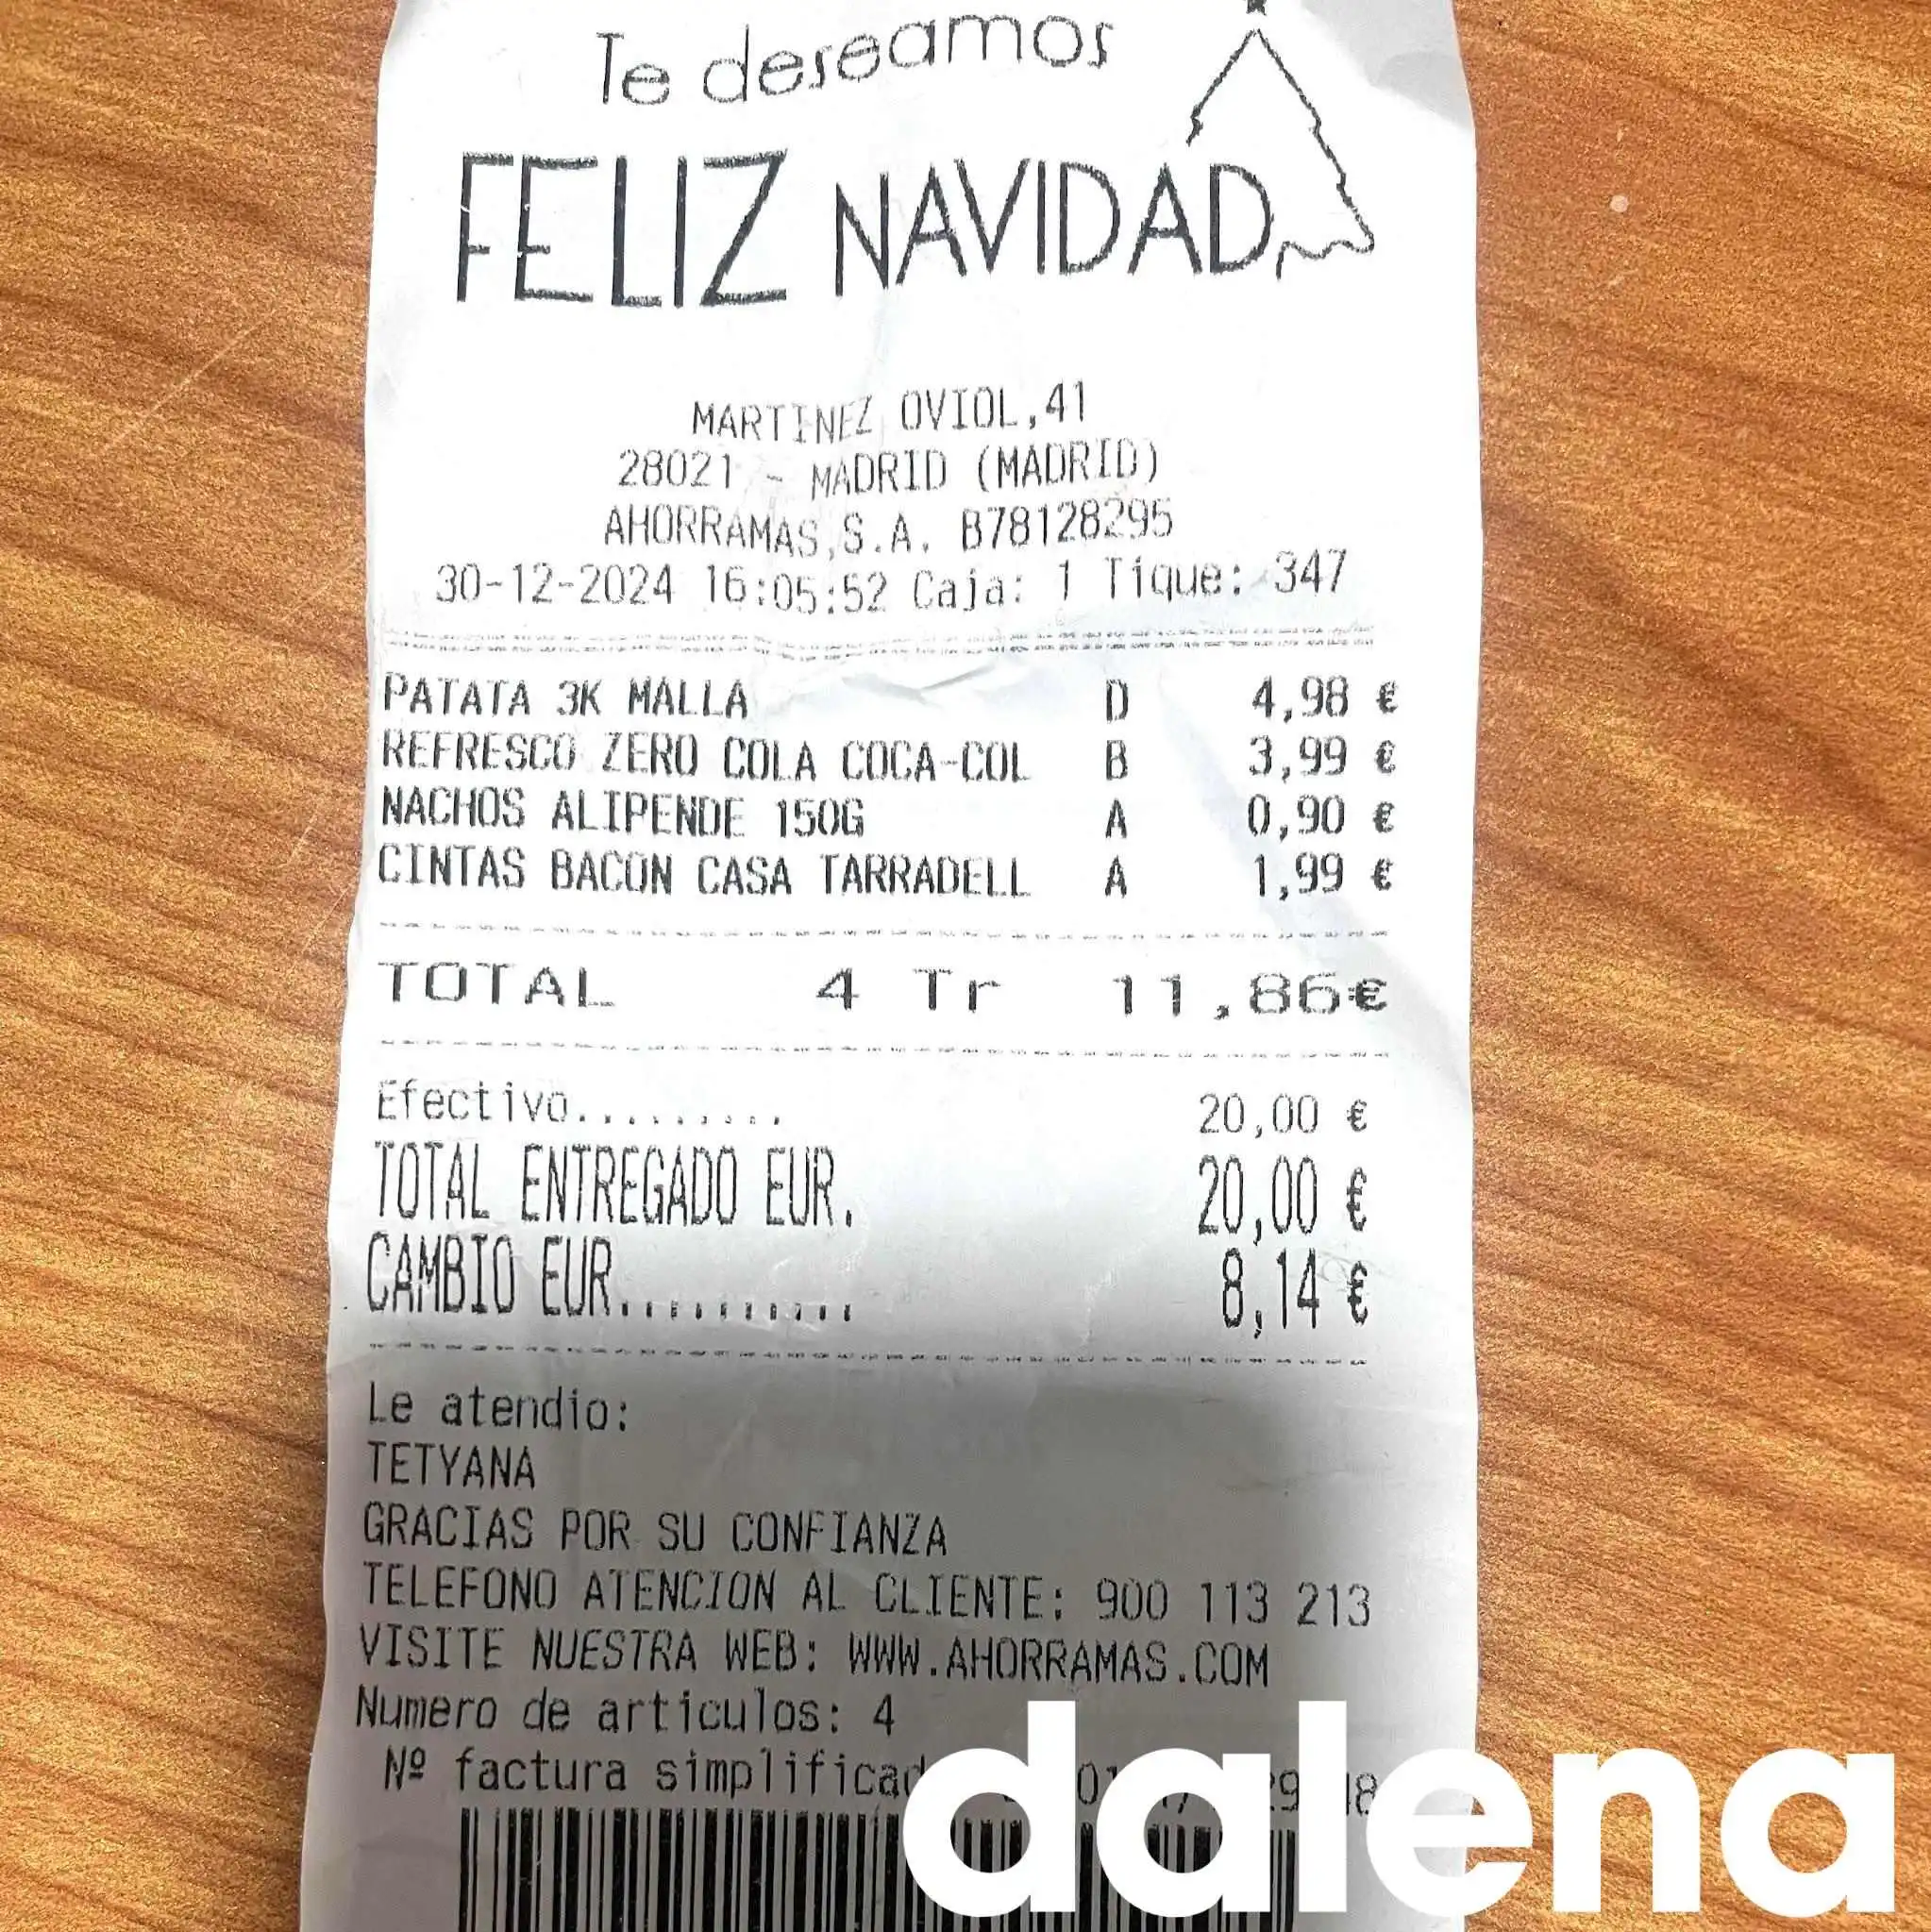 Te deseamos
FELIZ NAVIDAD
MARTINEZ OVIOL,41
28021 - MADRID (MADRID)
AHORRAMAS,S.A. B78128295
30-12-2024 16:05:52 Caja: 1 Tique: 347
PATATA 3K MALLA D 4,98 €
REFRESCO ZERO COLA COCA-COL B 3,99 €
NACHOS ALIPENDE 150G A 0,90 €
CINTAS BACON CASA TARRADELL A 1,99 €
TOTAL 4 Tr 11,86€
Efectivo......... 20,00 €
TOTAL ENTREGADO EUR. 20,00 €
CAMBIO EUR........... 8,14 €
Le atendio:
TETYANA
GRACIAS POR SU CONFIANZA
TELEFONO ATENCION AL CLIENTE: 900 113 213
VISITE NUESTRA WEB: WWW.AHORRAMAS.COM
Numero de articulos: 4
Nº factura
dalena